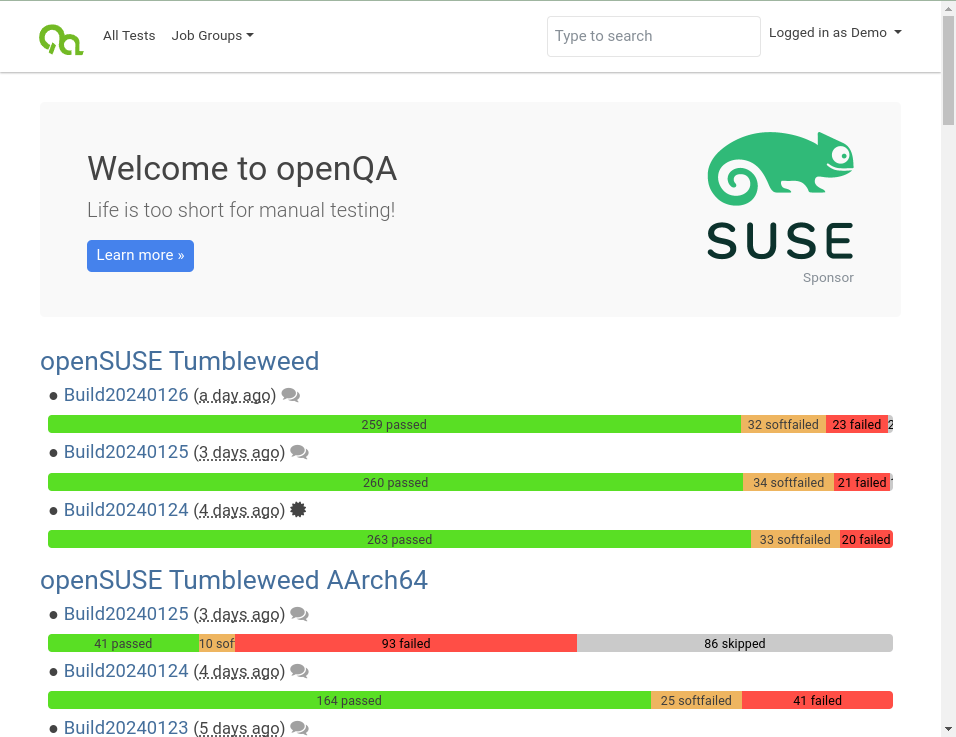 All Tests Job Groups Type to search Logged in as Demo
Welcome to openQA
Life is too short for manual testing!
Learn more »
SUSE
Sponsor
openSUSE Tumbleweed
● Build20240126 (a day ago)
259 passed 32 softfailed 23 failed 2
● Build20240125 (3 days ago)
260 passed 34 softfailed 21 failed
● Build20240124 (4 days ago)
263 passed 33 softfailed 20 failed
openSUSE Tumbleweed AArch64
● Build20240125 (3 days ago)
41 passed 10 sof 93 failed 86 skipped
● Build20240124 (4 days ago)
164 passed 25 softfailed 41 failed
● Build20240123 (5 days ago)